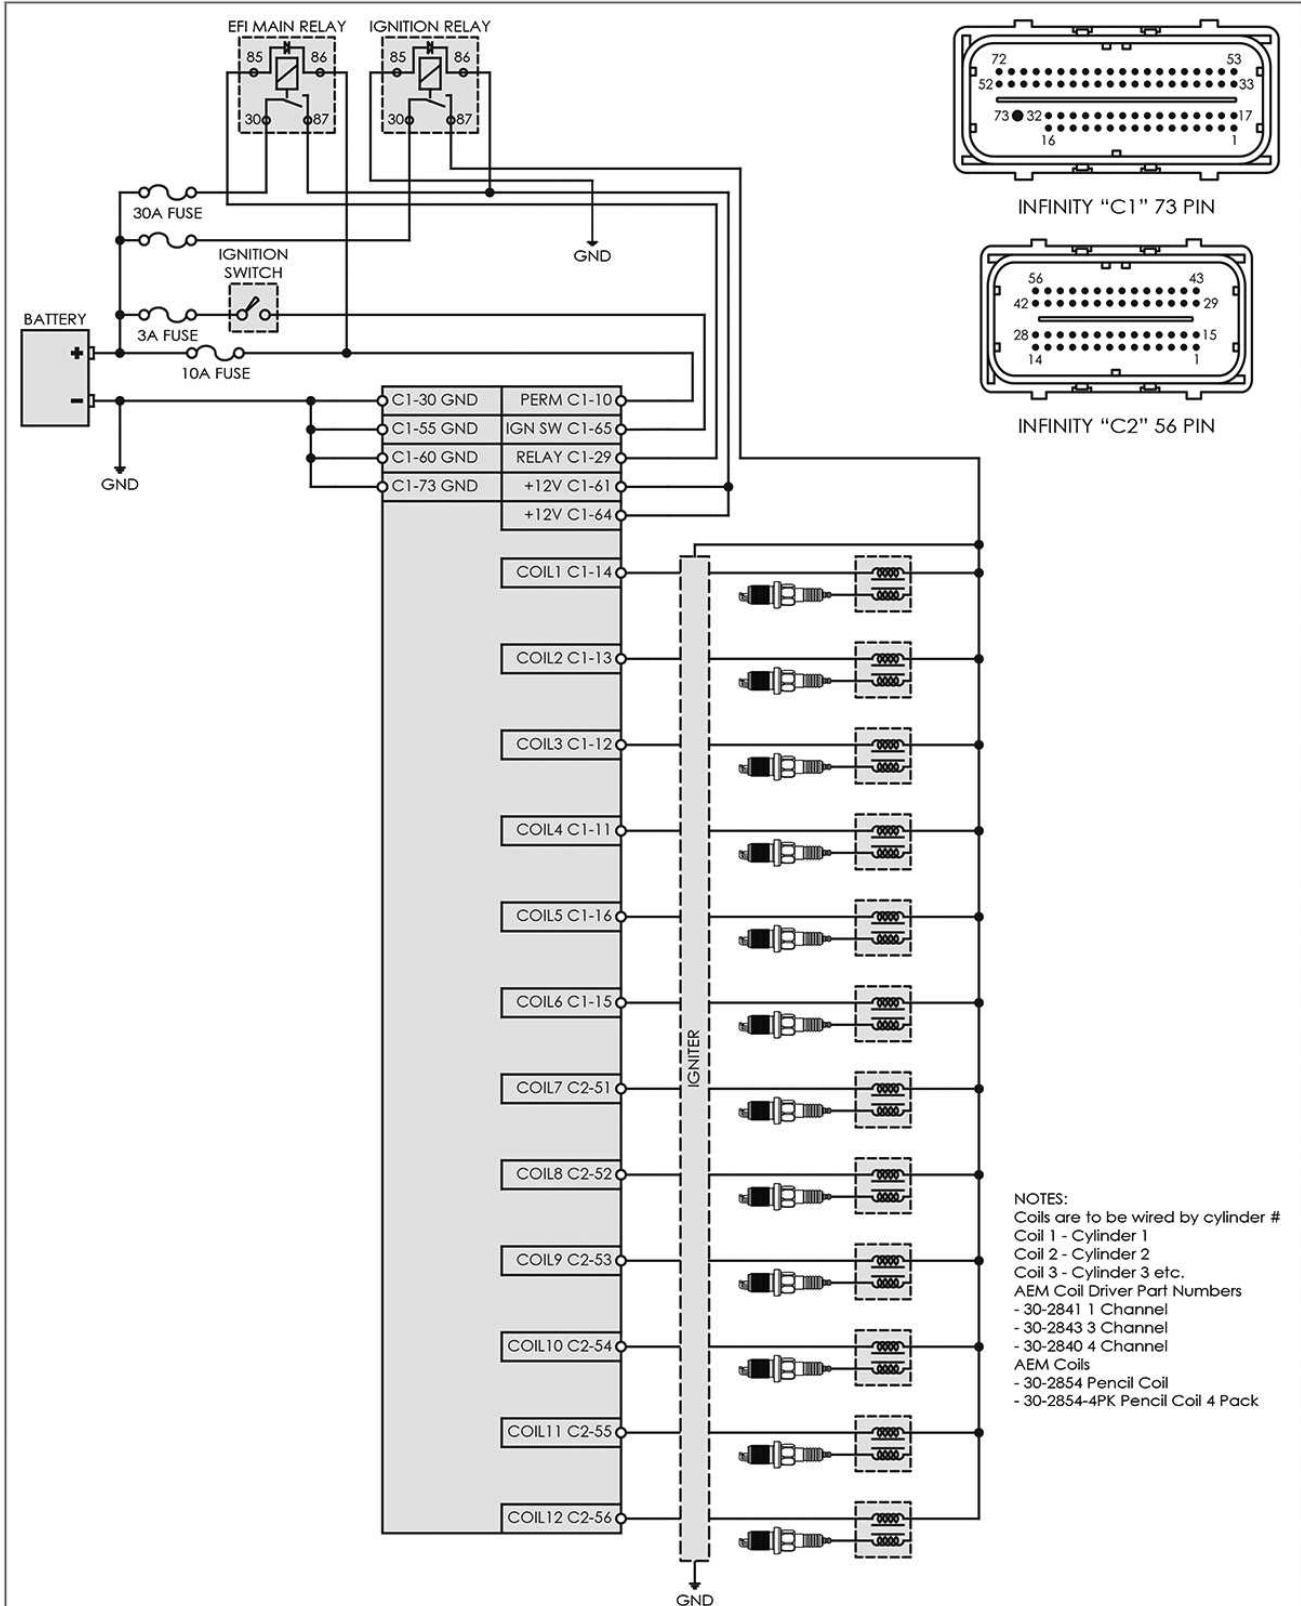 EFI MAIN RELAY
IGNITION RELAY
85
86
85
86
30
87
30
87
30A FUSE
IGNITION
SWITCH
GND
3A FUSE
BATTERY
+
10A FUSE
-
GND
72
53
52
33
73
32
17
16
1
INFINITY “C1” 73 PIN
56
43
42
29
28
15
14
1
INFINITY “C2” 56 PIN
C1-30 GND
PERM C1-10
C1-55 GND
IGN SW C1-65
C1-60 GND
RELAY C1-29
C1-73 GND
+12V C1-61
+12V C1-64
COIL1 C1-14
COIL2 C1-13
COIL3 C1-12
COIL4 C1-11
COIL5 C1-16
COIL6 C1-15
COIL7 C2-51
COIL8 C2-52
COIL9 C2-53
COIL10 C2-54
COIL11 C2-55
COIL12 C2-56
IGNITER
GND
NOTES:
Coils are to be wired by cylinder #
Coil 1 - Cylinder 1
Coil 2 - Cylinder 2
Coil 3 - Cylinder 3 etc.
AEM Coil Driver Part Numbers
- 30-2841 1 Channel
- 30-2843 3 Channel
- 30-2840 4 Channel
AEM Coils
- 30-2854 Pencil Coil
- 30-2854-4PK Pencil Coil 4 Pack